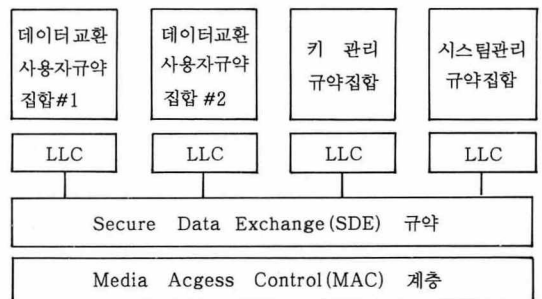 데이터교환
사용자규약
집합#1
데이터교환
사용자규약
집합 #2
키 관리
규약집합
시스템관리
규약집합
LLC
LLC
LLC
LLC
Secure Data Exchange(SDE) 규약
Media Acgess Control(MAC) 계층